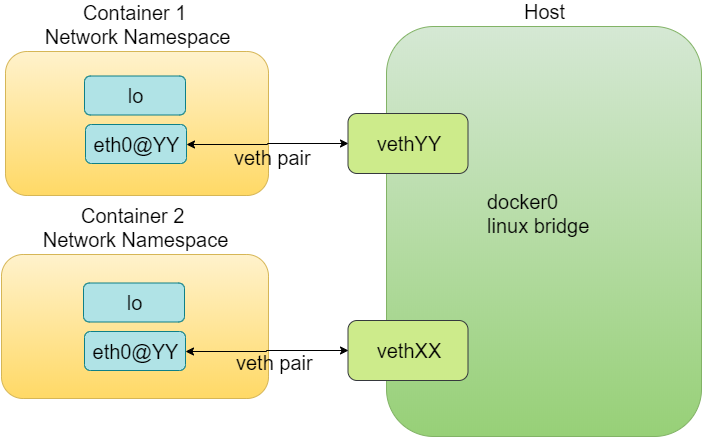 Container 1
Network Namespace
Host
lo
eth0@YY
veth pair
vethYY
docker0
linux bridge
Container 2
Network Namespace
lo
eth0@YY
veth pair
vethXX